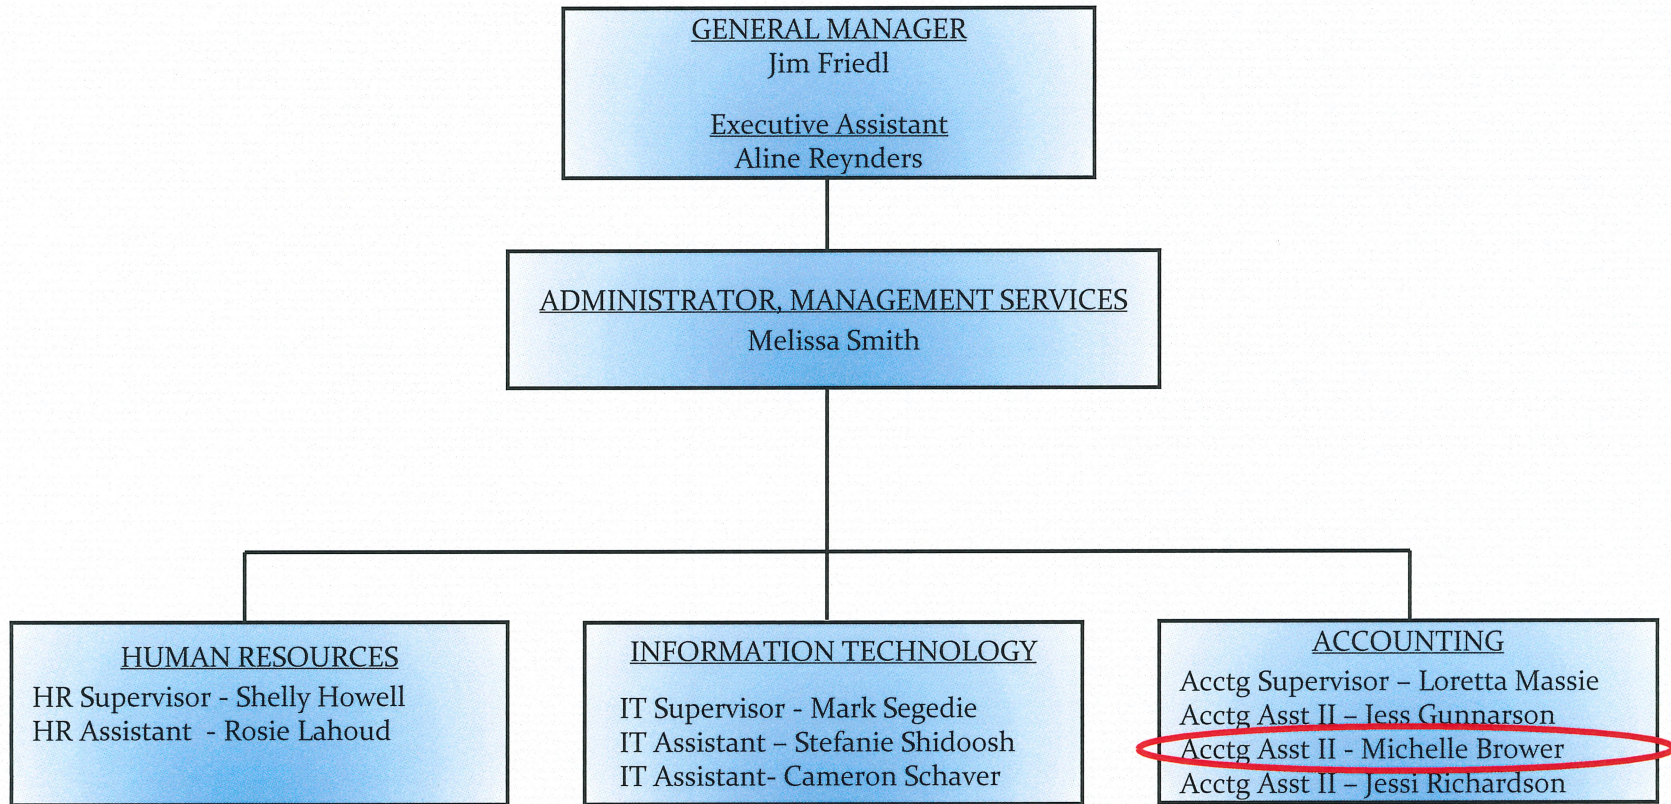 GENERAL MANAGER
Jim Friedl
Executive Assistant
Aline Reynders
ADMINISTRATOR, MANAGEMENT SERVICES
Melissa Smith
HUMAN RESOURCES
HR Supervisor - Shelly Howell
HR Assistant - Rosie Lahoud
INFORMATION TECHNOLOGY
IT Supervisor - Mark Segedie
IT Assistant – Stefanie Shidoosh
IT Assistant- Cameron Schaver
ACCOUNTING
Acctg Supervisor – Loretta Massie
Acctg Asst II – Jess Gunnarson
Acctg Asst II - Michelle Brower
Acctg Asst II – Jessi Richardson